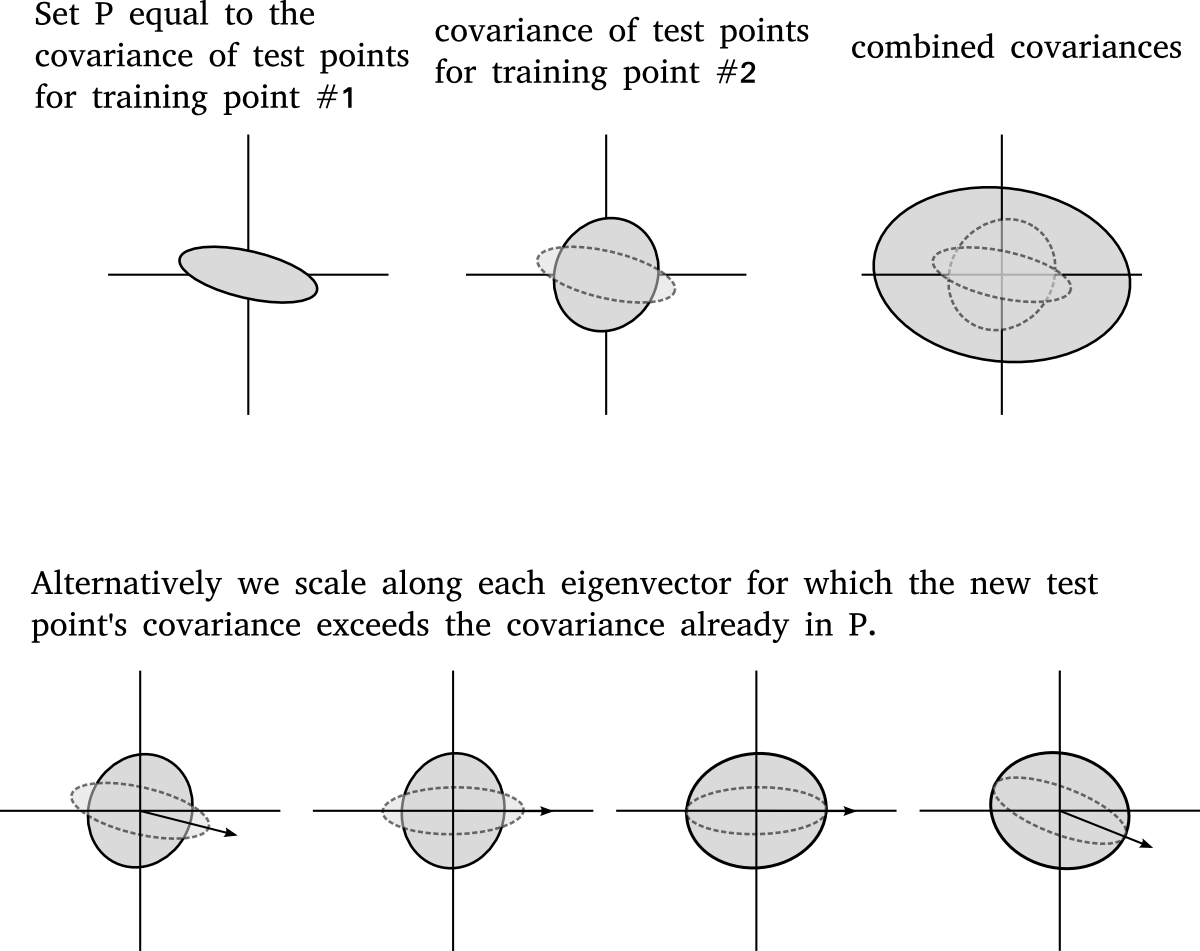 Set P equal to the
covariance of test points
for training point #1
covariance of test points
for training point #2
combined covariances
Alternatively we scale along each eigenvector for which the new test
point's covariance exceeds the covariance already in P.